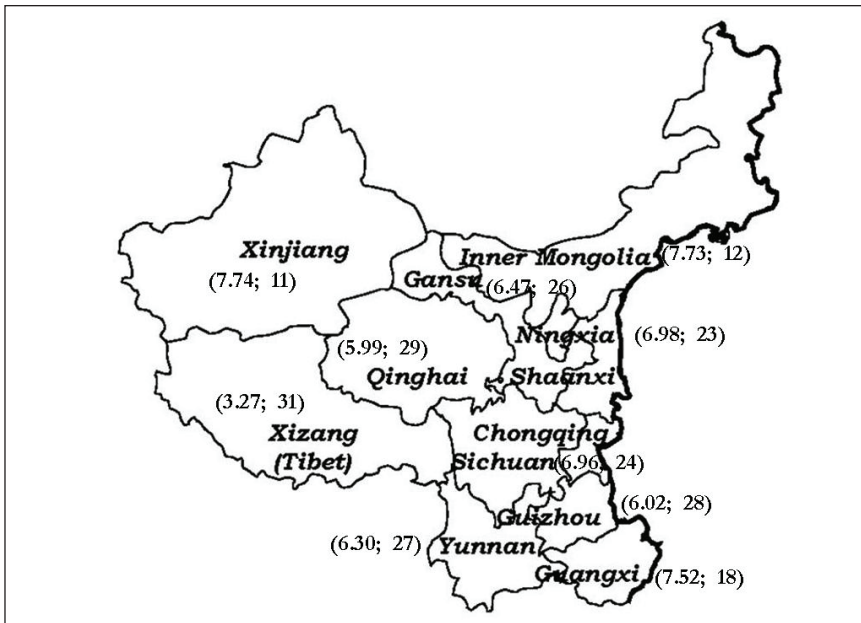 Xinjiang
(7.74; 11)
Inner Mongolia
(7.73; 12)
Gansu
(6.47; 26)
Ningxia
(6.98; 23)
(5.99; 29)
Qinghai
Shaanxi
(3.27; 31)
Xizang
(Tibet)
Chongqing
Sichuan
(6.96; 24)
Guizhou
(6.02; 28)
(6.30; 27)
Yunnan
Guangxi
(7.52; 18)